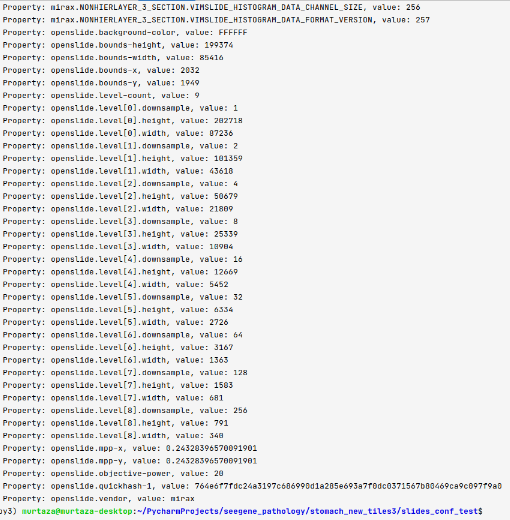 Property: mirax.NONHIERLAYER_3_SECTION.VIMSLIDE_HISTOGRAM_DATA_CHANNEL_SIZE, value: 256
Property: mirax.NONHIERLAYER_3_SECTION.VIMSLIDE_HISTOGRAM_DATA_FORMAT_VERSION, value: 257
Property: openslide.background-color, value: FFFFFF
Property: openslide.bounds-height, value: 199374
Property: openslide.bounds-width, value: 85416
Property: openslide.bounds-x, value: 2032
Property: openslide.bounds-y, value: 1949
Property: openslide.level-count, value: 9
Property: openslide.level[0].downsample, value: 1
Property: openslide.level[0].height, value: 202718
Property: openslide.level[0].width, value: 87236
Property: openslide.level[1].downsample, value: 2
Property: openslide.level[1].height, value: 101359
Property: openslide.level[1].width, value: 43618
Property: openslide.level[2].downsample, value: 4
Property: openslide.level[2].height, value: 50679
Property: openslide.level[2].width, value: 21809
Property: openslide.level[3].downsample, value: 8
Property: openslide.level[3].height, value: 25339
Property: openslide.level[3].width, value: 10904
Property: openslide.level[4].downsample, value: 16
Property: openslide.level[4].height, value: 12669
Property: openslide.level[4].width, value: 5452
Property: openslide.level[5].downsample, value: 32
Property: openslide.level[5].height, value: 6334
Property: openslide.level[5].width, value: 2726
Property: openslide.level[6].downsample, value: 64
Property: openslide.level[6].height, value: 3167
Property: openslide.level[6].width, value: 1363
Property: openslide.level[7].downsample, value: 128
Property: openslide.level[7].height, value: 1583
Property: openslide.level[7].width, value: 681
Property: openslide.level[8].downsample, value: 256
Property: openslide.level[8].height, value: 791
Property: openslide.level[8].width, value: 340
Property: openslide.mpp-x, value: 0.24328396570091901
Property: openslide.mpp-y, value: 0.24328396570091901
Property: openslide.objective-power, value: 20
Property: openslide.quickhash-1, value: 764e6f7fdc24a3197c686990d1a285e693a7f0dc0371567b80469ca9c097f9a0
Property: openslide.vendor, value: mirax
py3) murtaza@murtaza-desktop:~/PycharmProjects/seegene_pathology/stomach_new_tiles3/slides_conf_test$